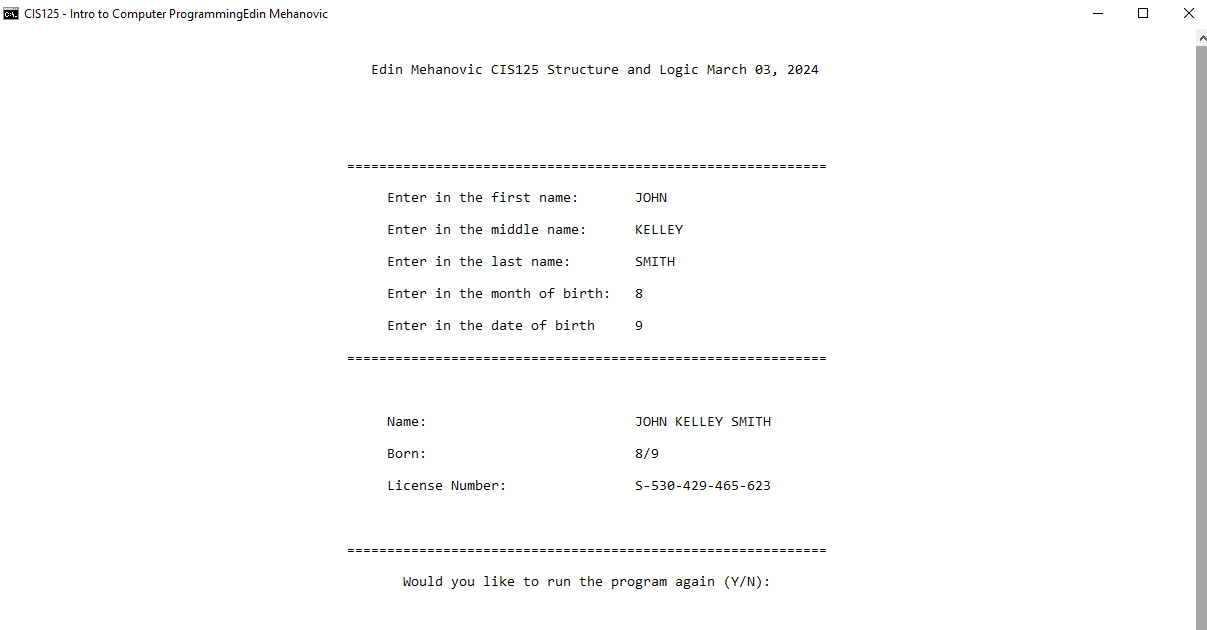 CIS125 - Intro to Computer ProgrammingEdin Mehanovic
Edin Mehanovic CIS125 Structure and Logic March 03, 2024
============================================================
Enter in the first name: JOHN
Enter in the middle name: KELLEY
Enter in the last name: SMITH
Enter in the month of birth: 8
Enter in the date of birth 9
============================================================
Name: JOHN KELLEY SMITH
Born: 8/9
License Number: S-530-429-465-623
============================================================
Would you like to run the program again (Y/N):